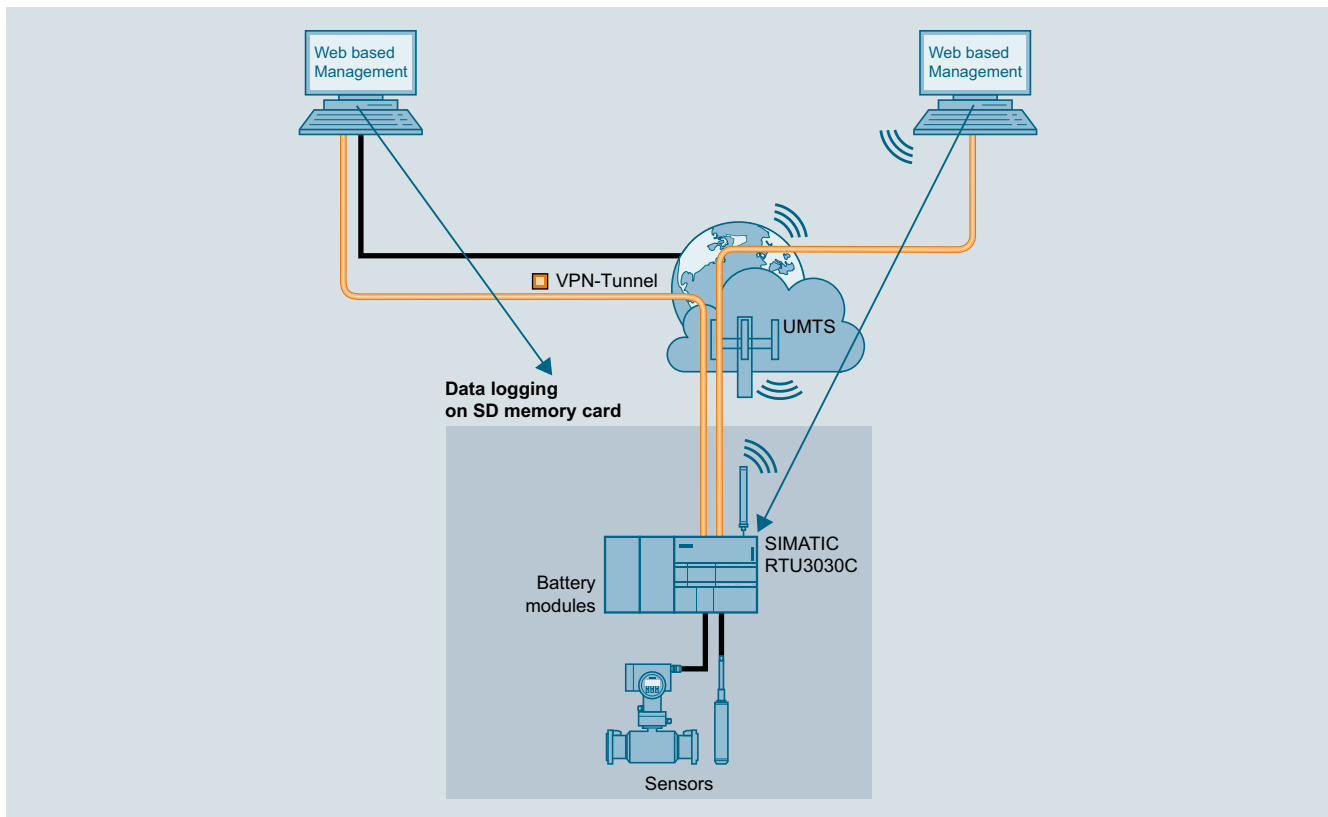 Web based
Management
Web based
Management
VPN-Tunnel
UMTS
Data logging
on SD memory card
SIMATIC
RTU3030C
Battery
modules
Sensors